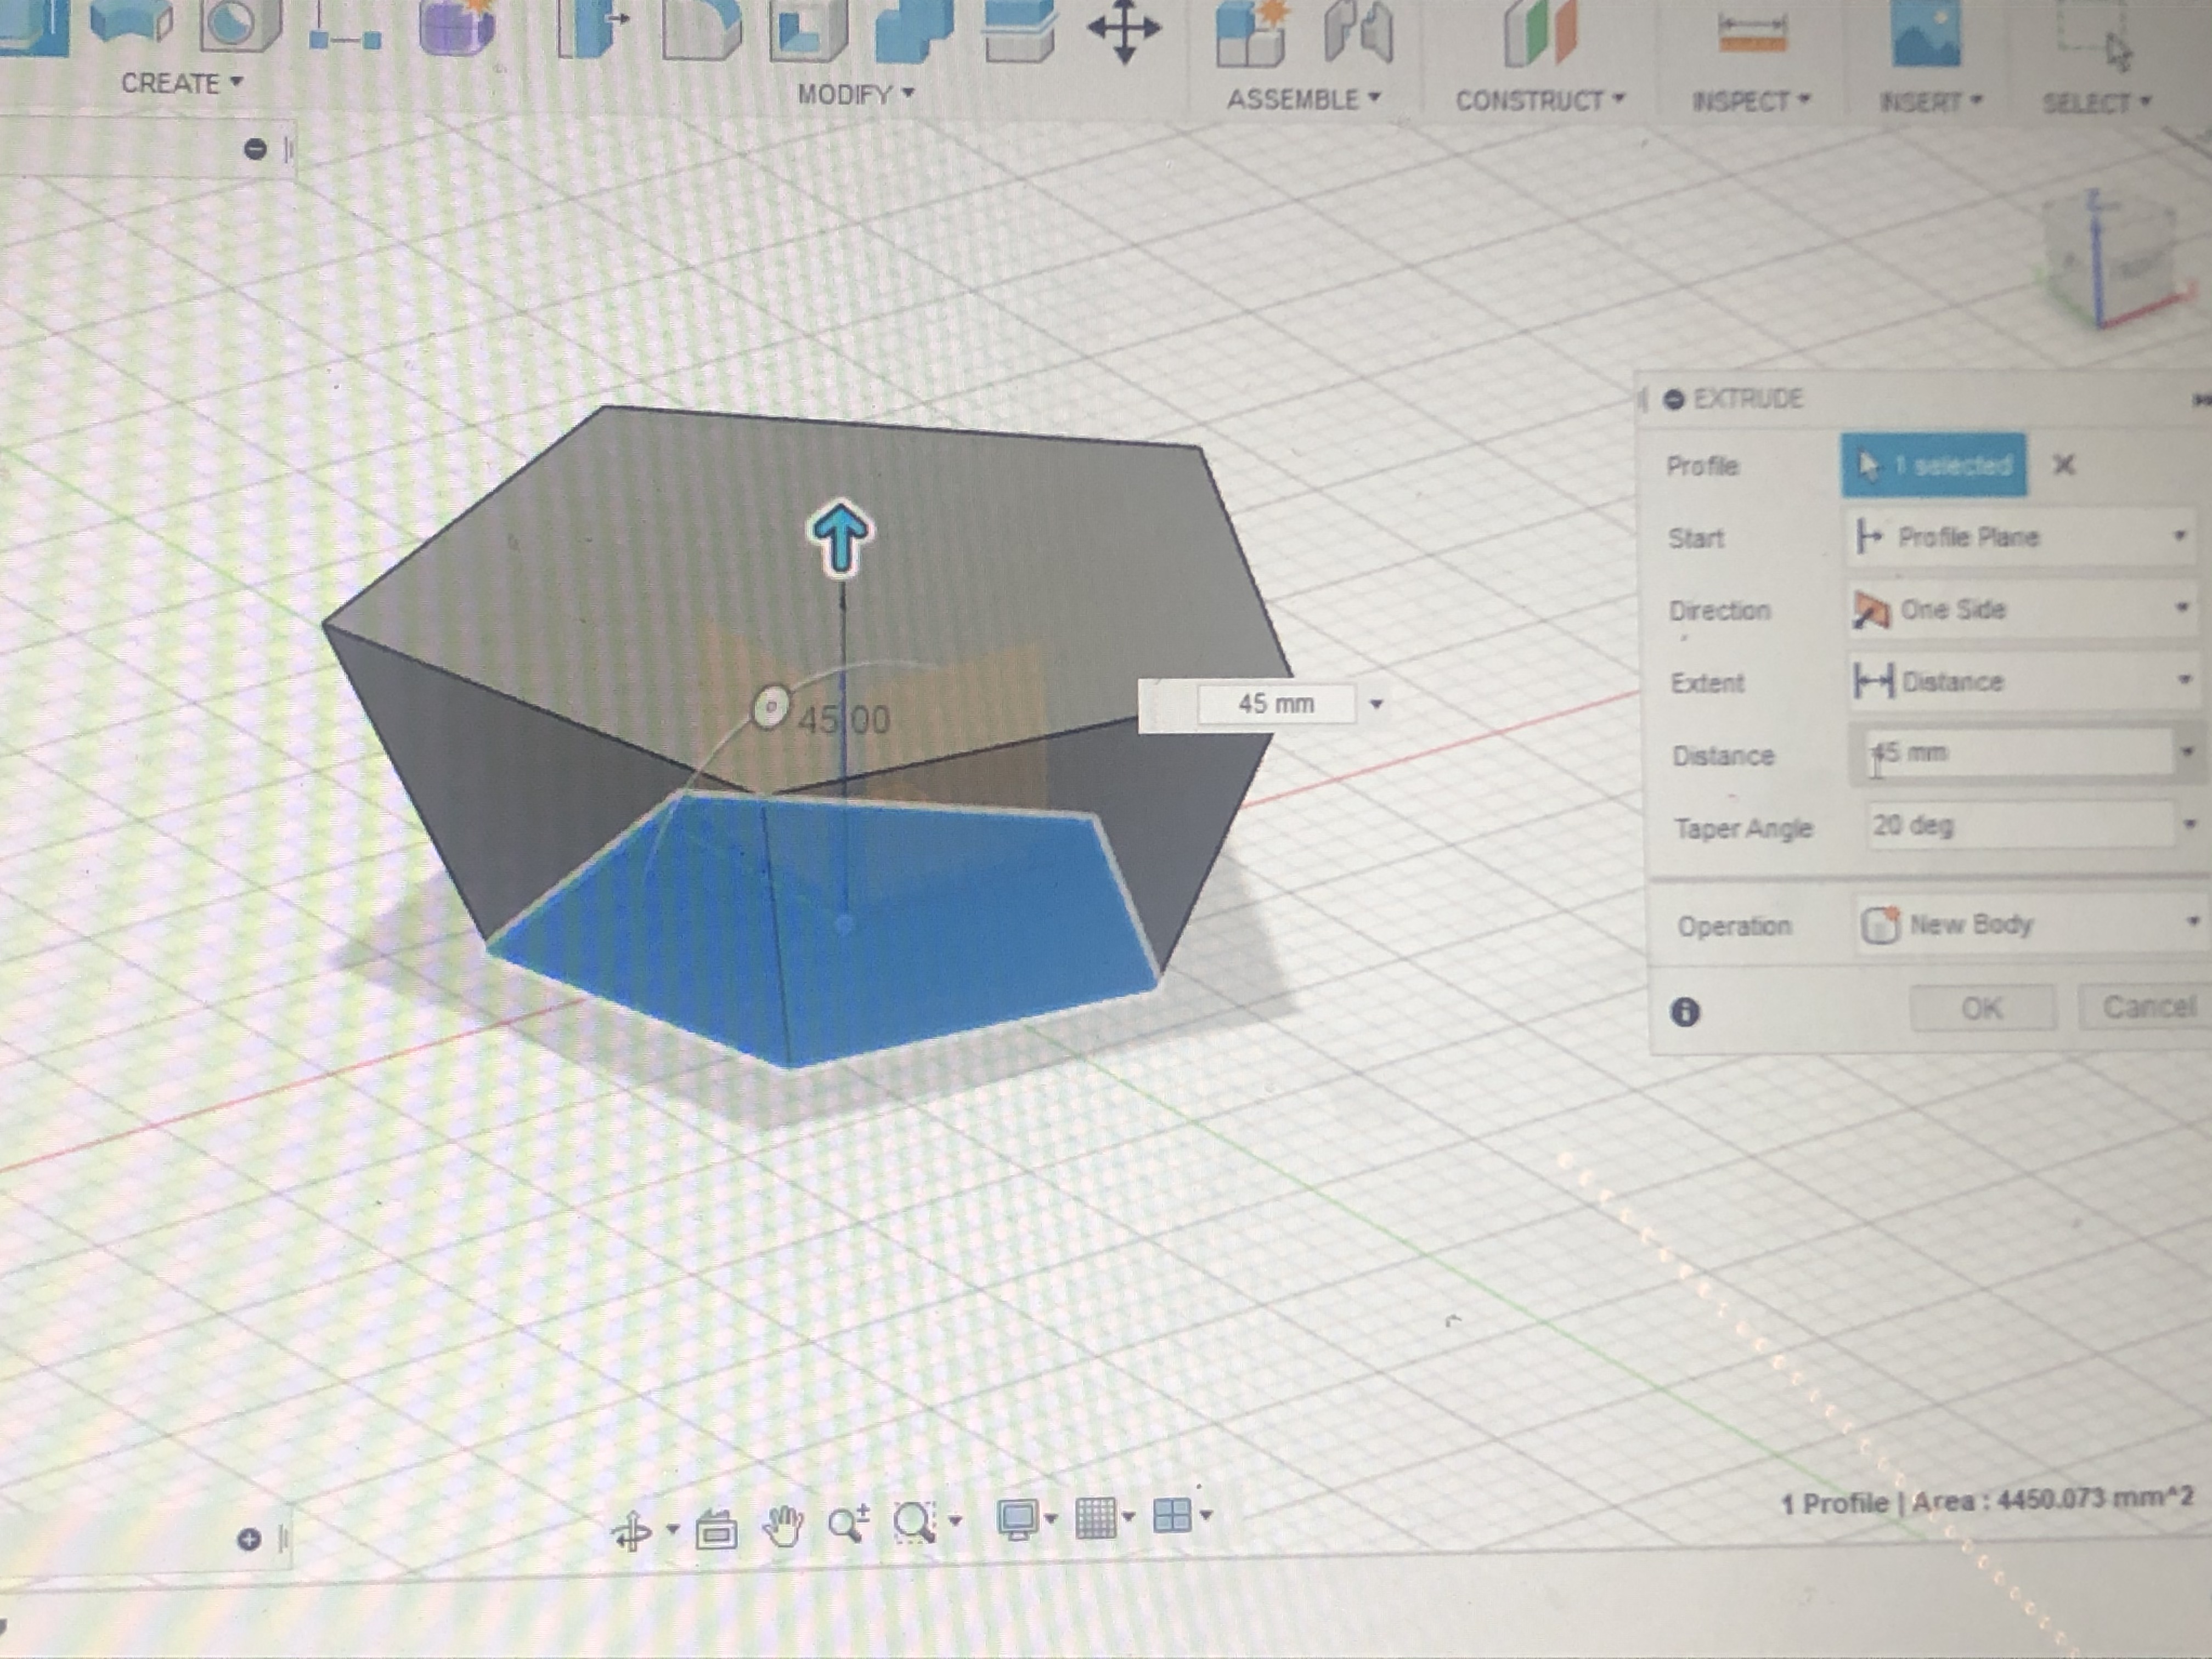 CREATE
MODIFY
ASSEMBLE
CONSTRUCT
INSPECT
INSERT
SELECT
Z
EXTRUDE
Profile 1 selected
Start Profile Plane
Direction One Side
45 mm
45.00
Extent Distance
Distance 45 mm
Taper Angle 20 deg
Operation New Body
OK Cancel
1 Profile | Area : 4450.073 mm^2